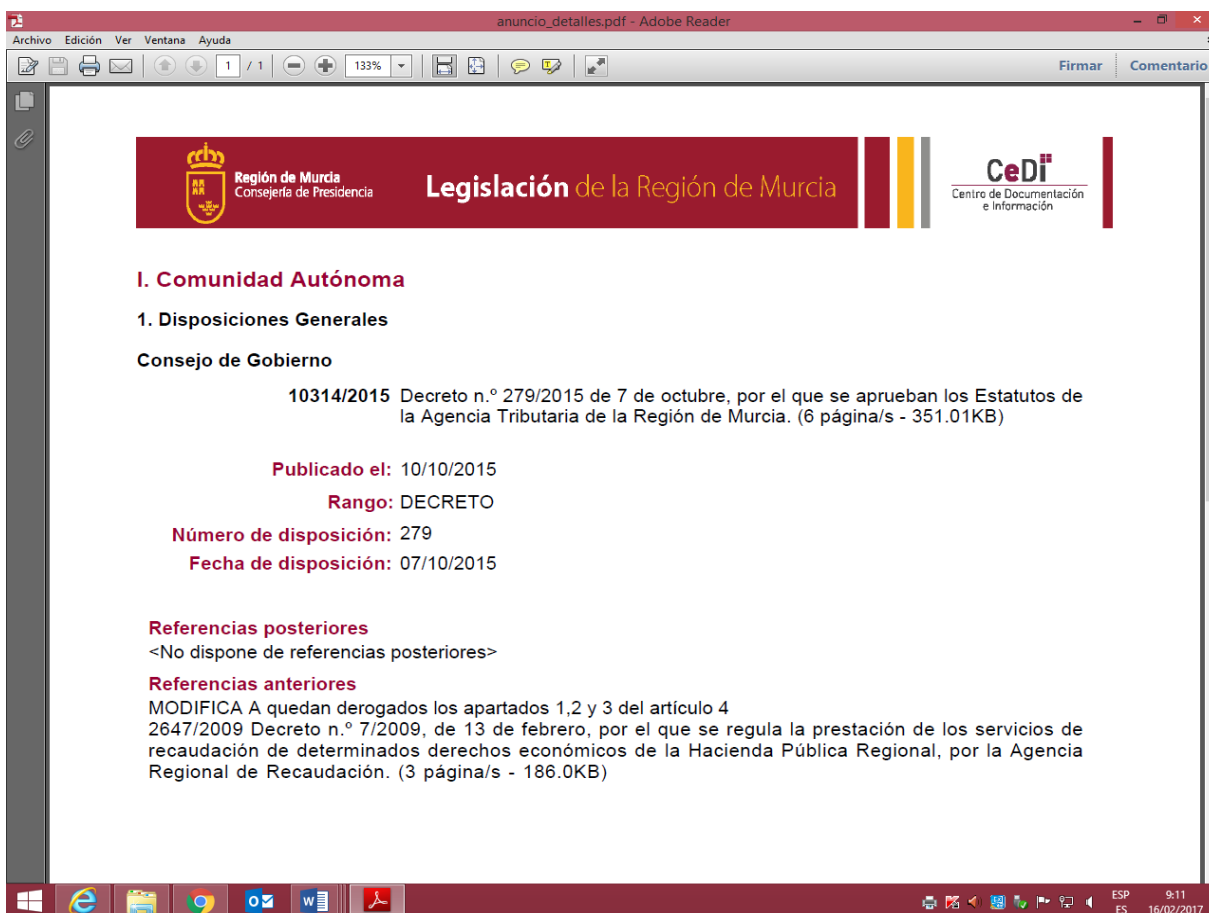 anuncio_detalles.pdf - Adobe Reader
Archivo Edición Ver Ventana Ayuda
1 / 1 133% Firmar Comentario
Región de Murcia
Consejería de Presidencia
Legislación de la Región de Murcia
CeDi
Centro de Documentación
e Información
I. Comunidad Autónoma
1. Disposiciones Generales
Consejo de Gobierno
10314/2015 Decreto n.º 279/2015 de 7 de octubre, por el que se aprueban los Estatutos de
la Agencia Tributaria de la Región de Murcia. (6 página/s - 351.01KB)
Publicado el: 10/10/2015
Rango: DECRETO
Número de disposición: 279
Fecha de disposición: 07/10/2015
Referencias posteriores
<No dispone de referencias posteriores>
Referencias anteriores
MODIFICA A quedan derogados los apartados 1,2 y 3 del artículo 4
2647/2009 Decreto n.º 7/2009, de 13 de febrero, por el que se regula la prestación de los servicios de
recaudación de determinados derechos económicos de la Hacienda Pública Regional, por la Agencia
Regional de Recaudación. (3 página/s - 186.0KB)
ESP 9:11
ES 16/02/2017